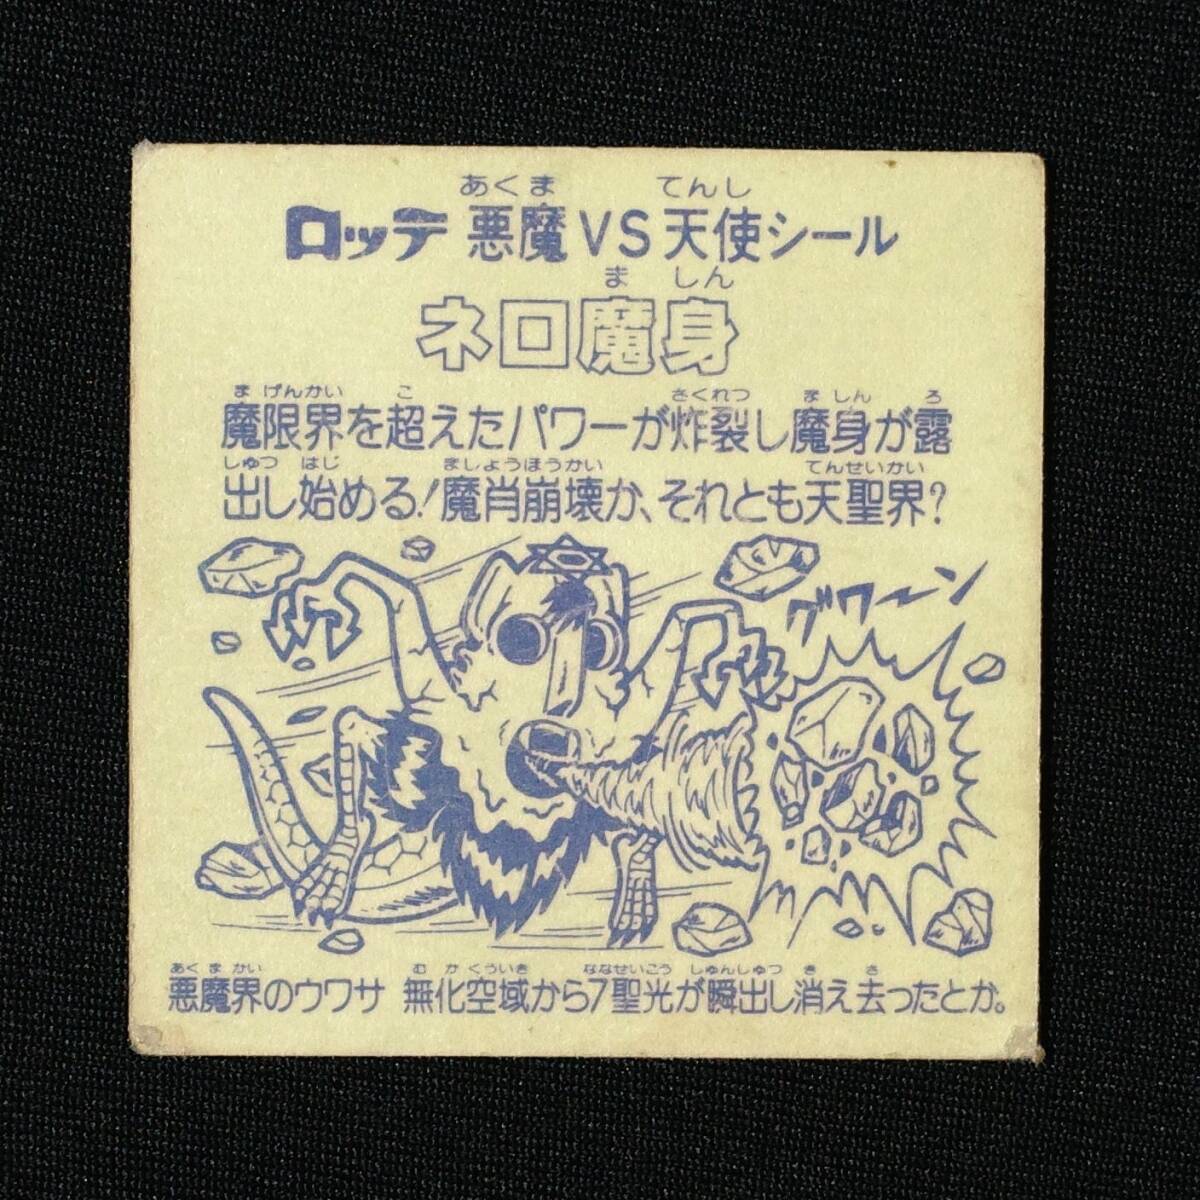 あくま てんし
ロッテ 悪魔VS天使シール
ましん
ネロ魔身
まげんかい こ さくれつ ましん ろ
魔限界を超えたパワーが炸裂し魔身が露
しゅつ はじ ましょうほうかい てんせいかい
出し始める!魔肖崩壊か、それとも天聖界?
グワーン
あくまかい むかくういき ななせいこう しゅんしゅつ き さ
悪魔界のウワサ 無化空域から7聖光が瞬出し消え去ったとか。